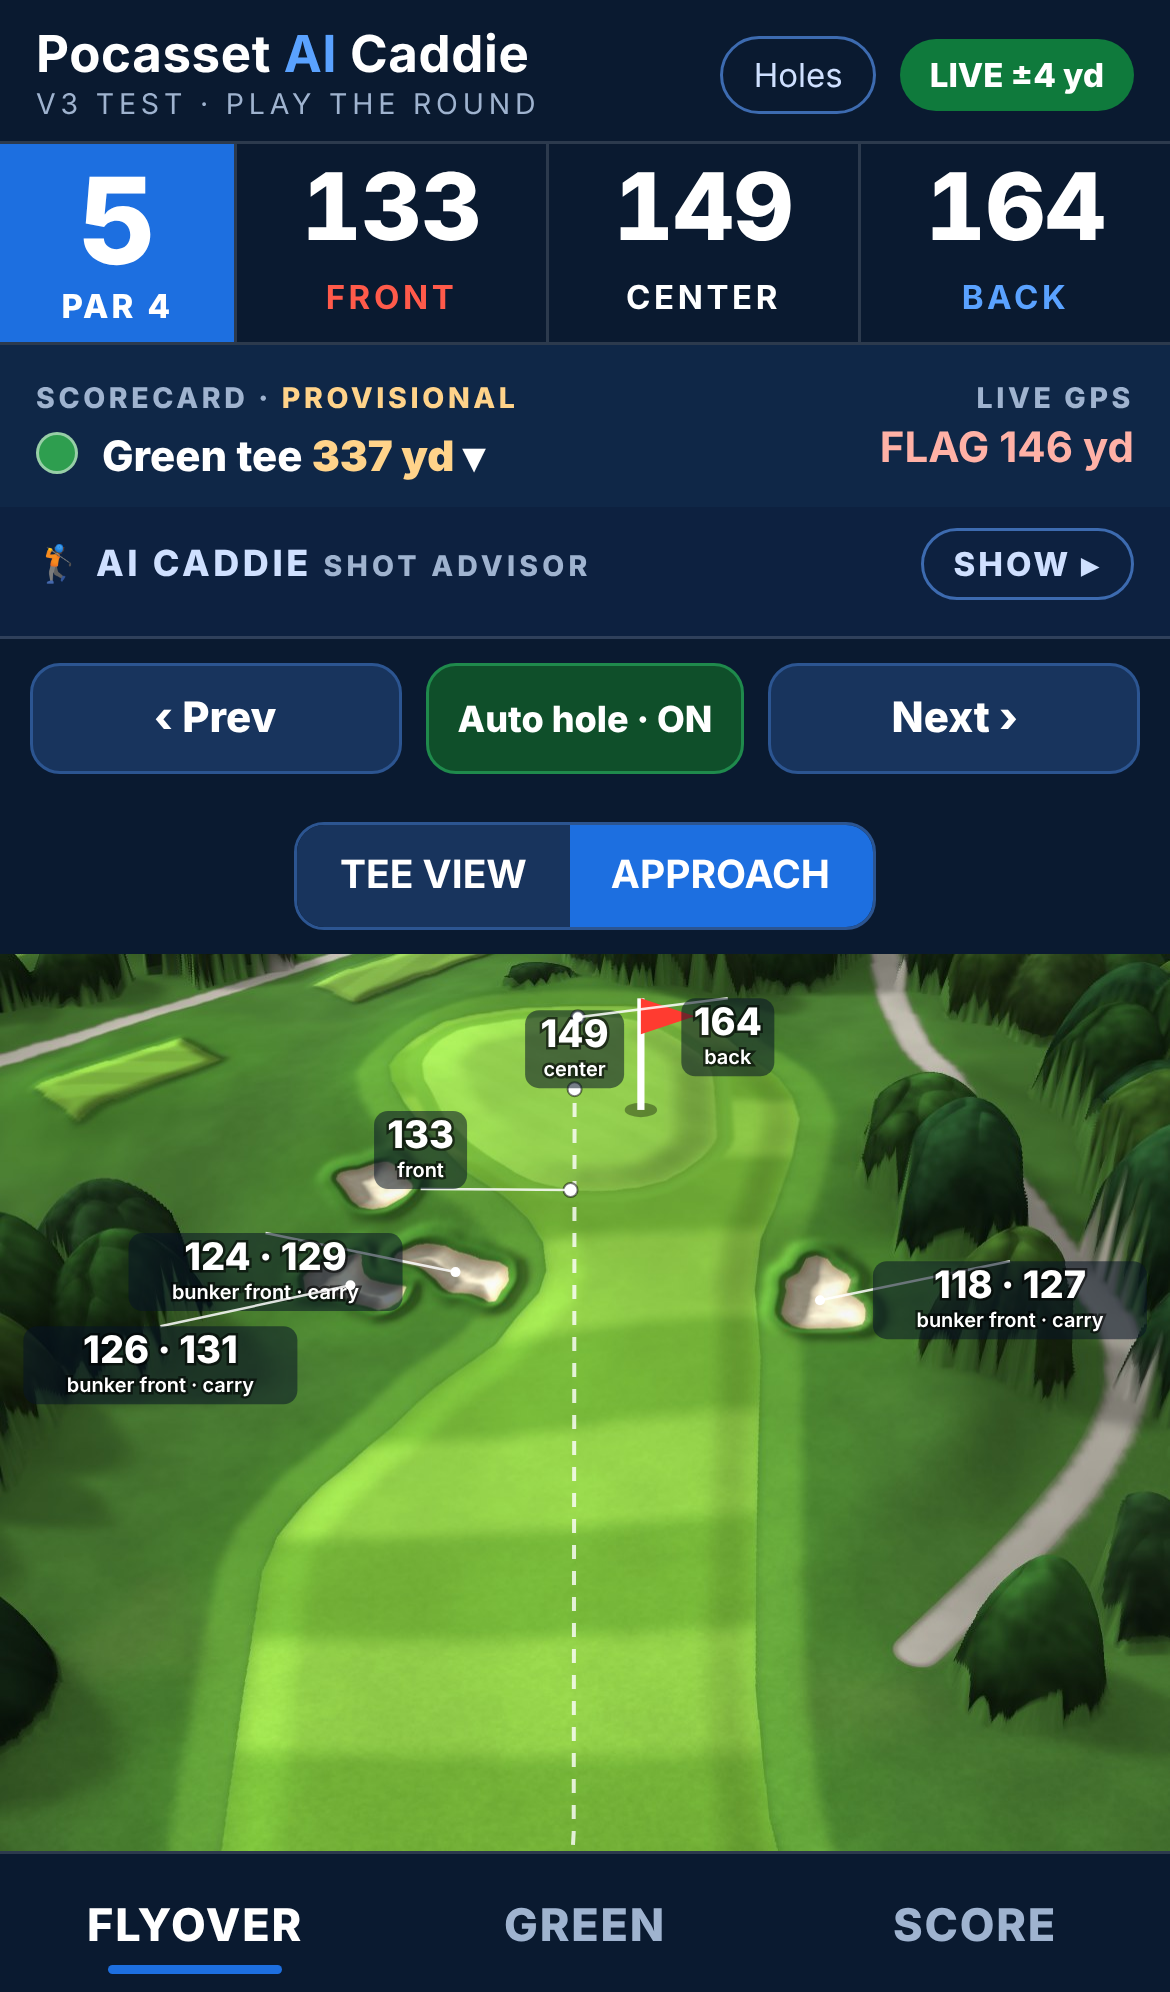 Pocasset AI Caddie
V3 TEST · PLAY THE ROUND
Holes
LIVE ±4 yd
5
PAR 4
133
FRONT
149
CENTER
164
BACK
SCORECARD · PROVISIONAL
Green tee 337 yd ▾
LIVE GPS
FLAG 146 yd
AI CADDIE SHOT ADVISOR
SHOW ▸
‹ Prev
Auto hole · ON
Next ›
TEE VIEW
APPROACH
149
center
164
back
133
front
124 · 129
bunker front · carry
118 · 127
bunker front · carry
126 · 131
bunker front · carry
FLYOVER
GREEN
SCORE